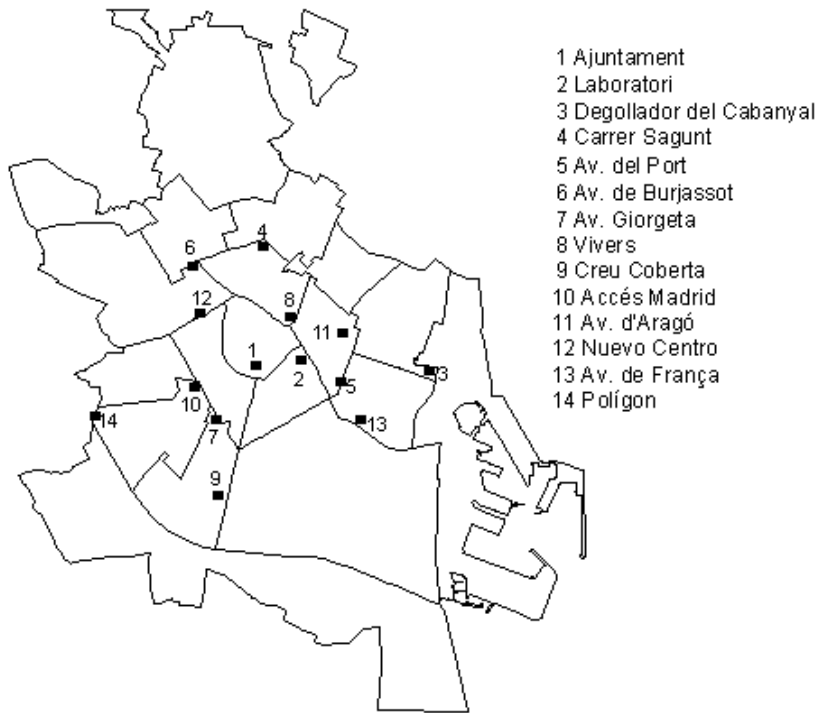 1 Ajuntament
2 Laboratori
3 Degollador del Cabanyal
4 Carrer Sagunt
5 Av. del Port
6 Av. de Burjassot
7 Av. Giorgeta
8 Vivers
9 Creu Coberta
10 Accés Madrid
11 Av. d'Aragó
12 Nuevo Centro
13 Av. de França
14 Polígon
4
6
12
8
11
1
2
3
5
10
14
7
13
9